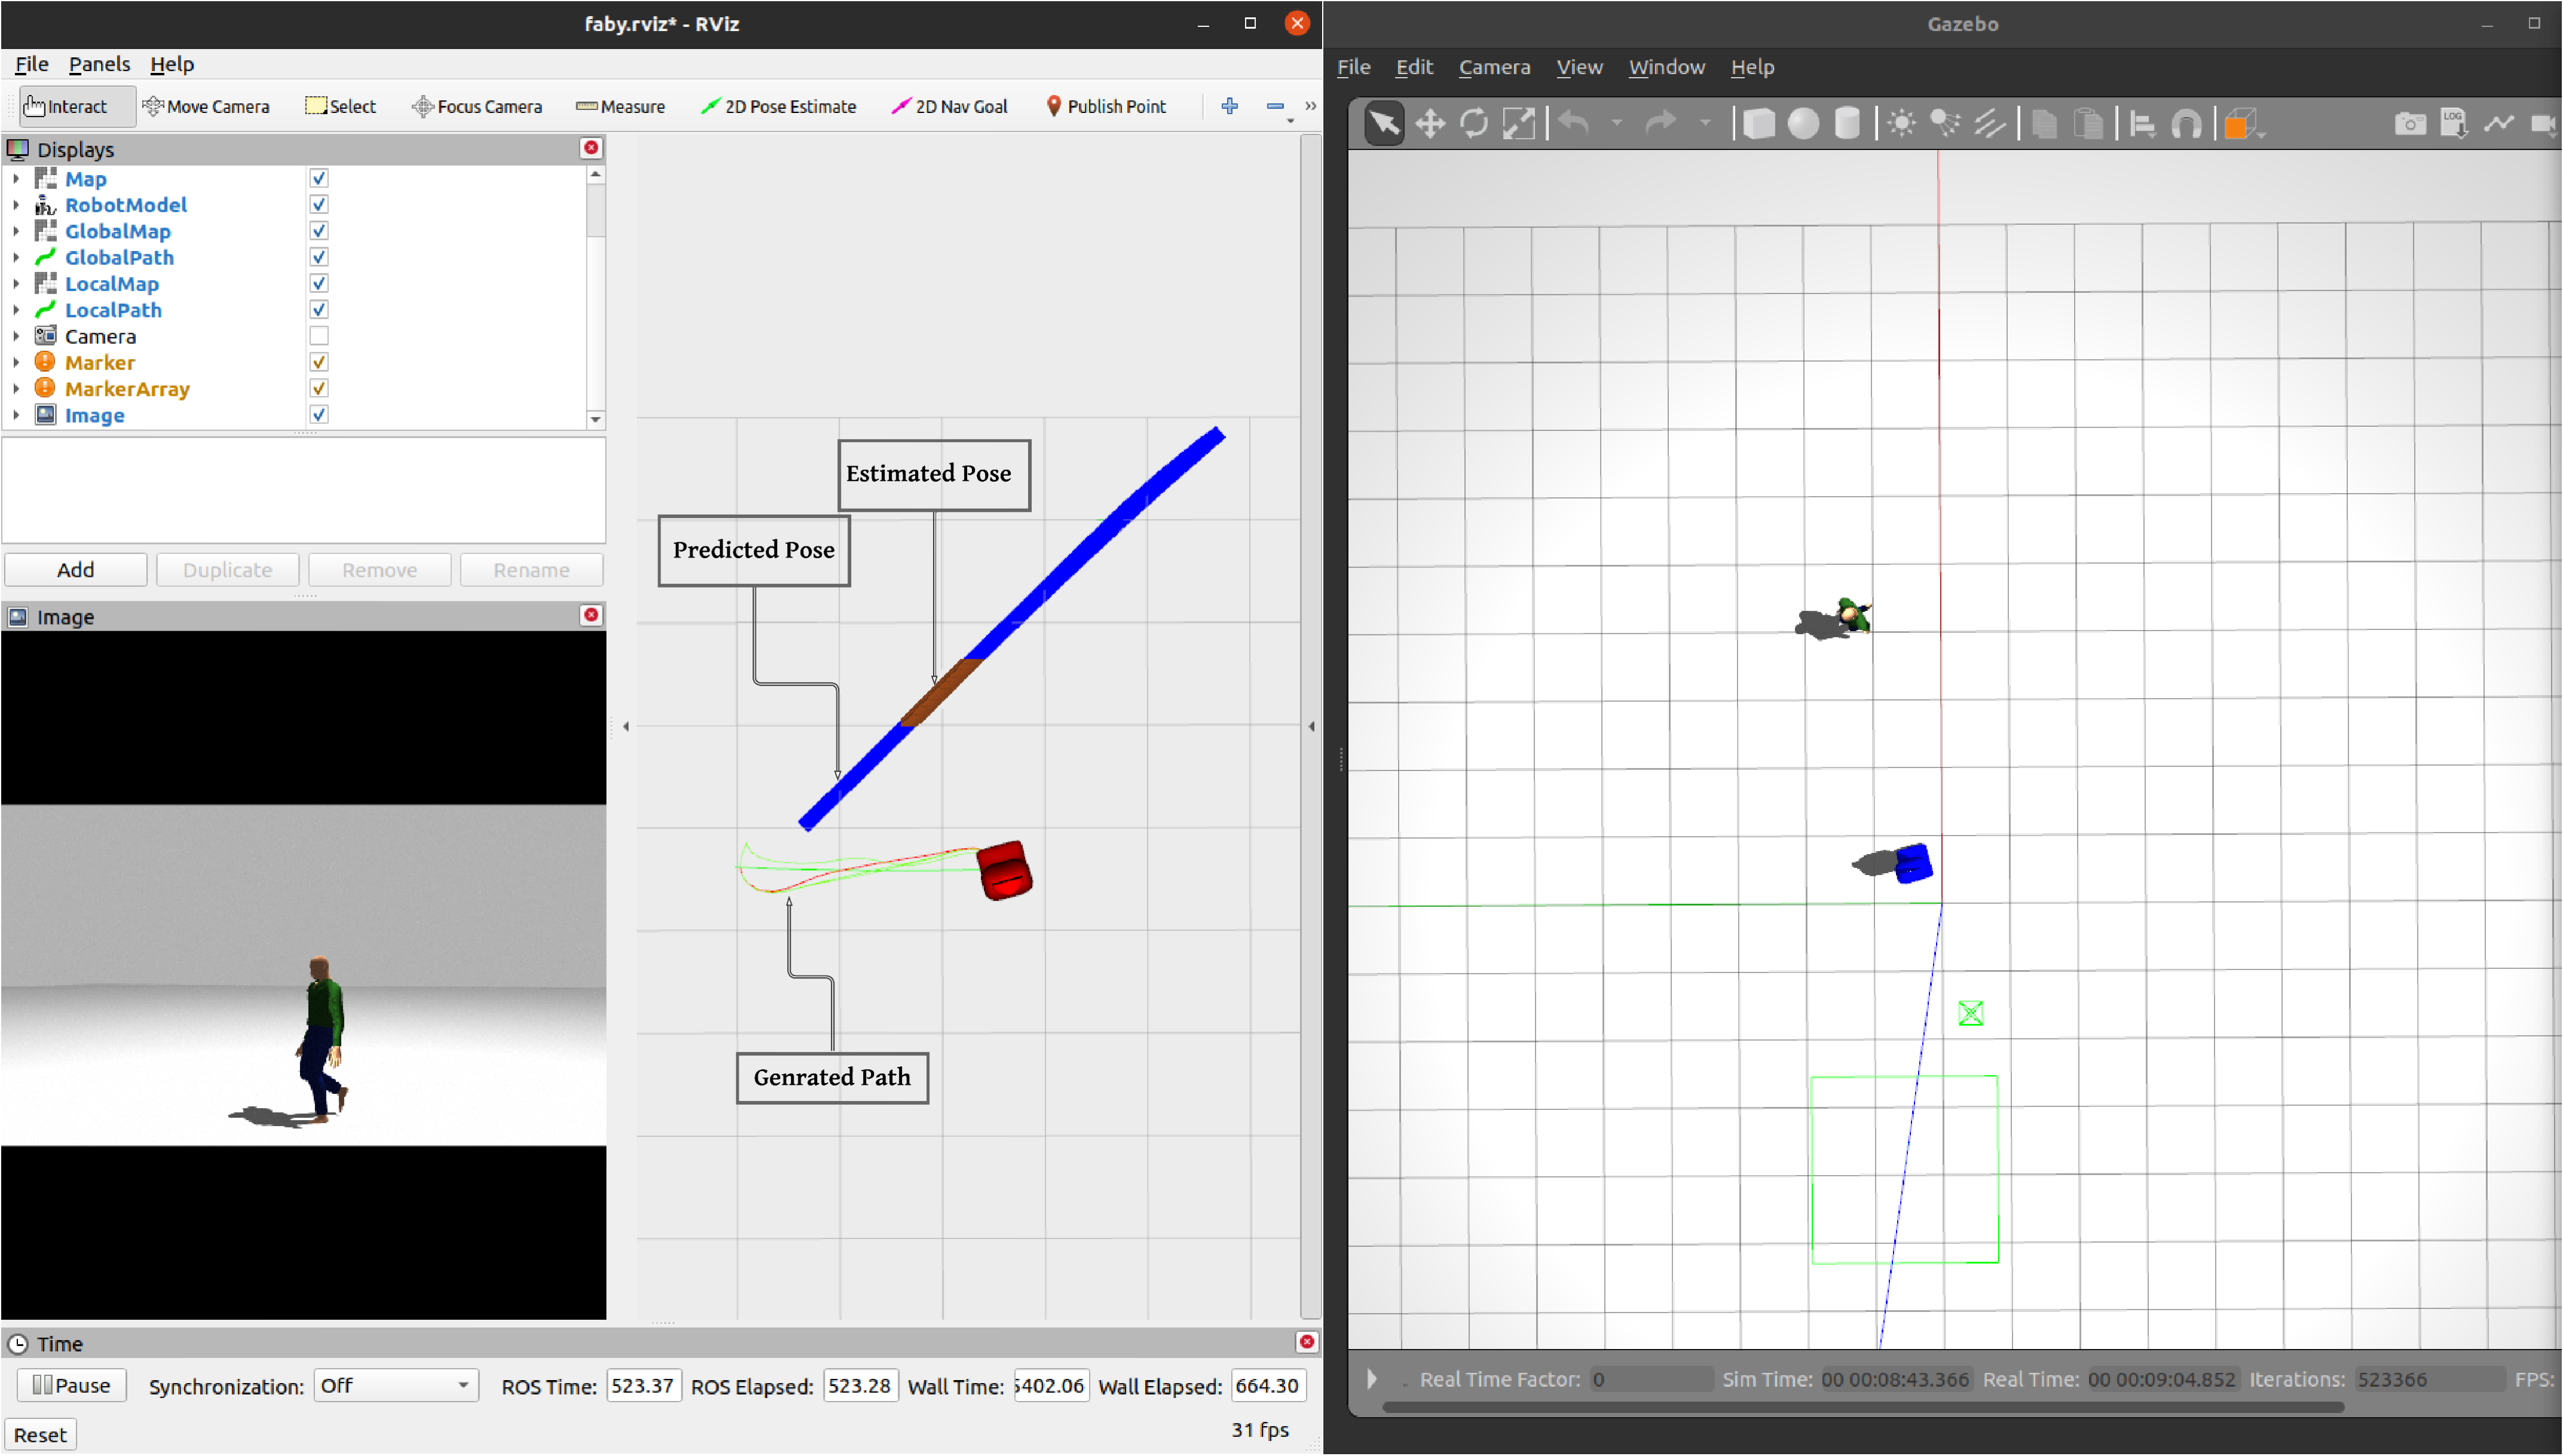 faby.rviz* - RViz
File Panels Help
Interact Move Camera Select Focus Camera Measure 2D Pose Estimate 2D Nav Goal Publish Point »
Displays
Map
RobotModel
GlobalMap
GlobalPath
LocalMap
LocalPath
Camera
Marker
MarkerArray
Image
Add Duplicate Remove Rename
Image
Estimated Pose
Predicted Pose
Genrated Path
Time
Pause Synchronization: Off ROS Time: 523.37 ROS Elapsed: 523.28 Wall Time: 5402.06 Wall Elapsed: 664.30
Reset 31 fps
Gazebo
File Edit Camera View Window Help
LOG
Real Time Factor: 0 Sim Time: 00 00:08:43.366 Real Time: 00 00:09:04.852 Iterations: 523366 FPS: